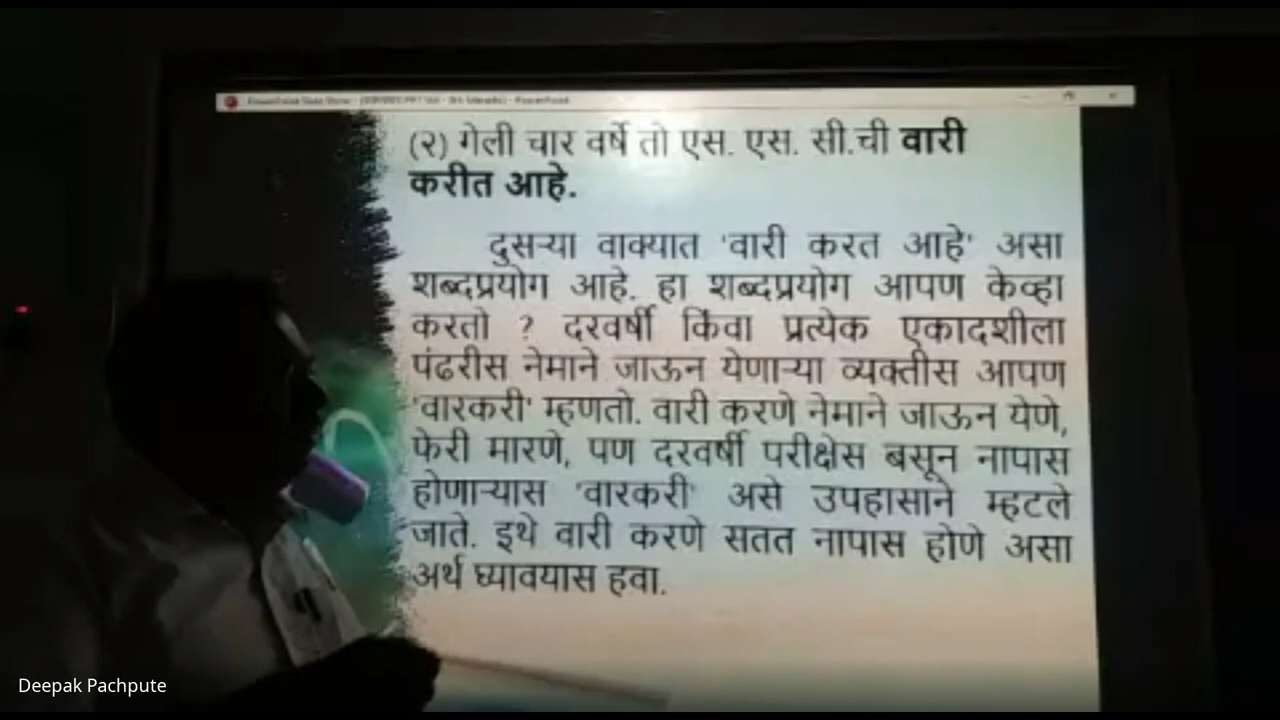 (२) गेली चार वर्षे तो एस. एस. सी.ची वारी
करीत आहे.
दुसऱ्या वाक्यात 'वारी करत आहे' असा
शब्दप्रयोग आहे. हा शब्दप्रयोग आपण केव्हा
करतो ? दरवर्षी किंवा प्रत्येक एकादशीला
पंढरीस नेमाने जाऊन येणाऱ्या व्यक्तीस आपण
'वारकरी' म्हणतो. वारी करणे नेमाने जाऊन येणे,
फेरी मारणे, पण दरवर्षी परीक्षेस बसून नापास
होणाऱ्यास 'वारकरी' असे उपहासाने म्हटले
जाते. इथे वारी करणे सतत नापास होणे असा
अर्थ घ्यावयास हवा.
Deepak Pachpute